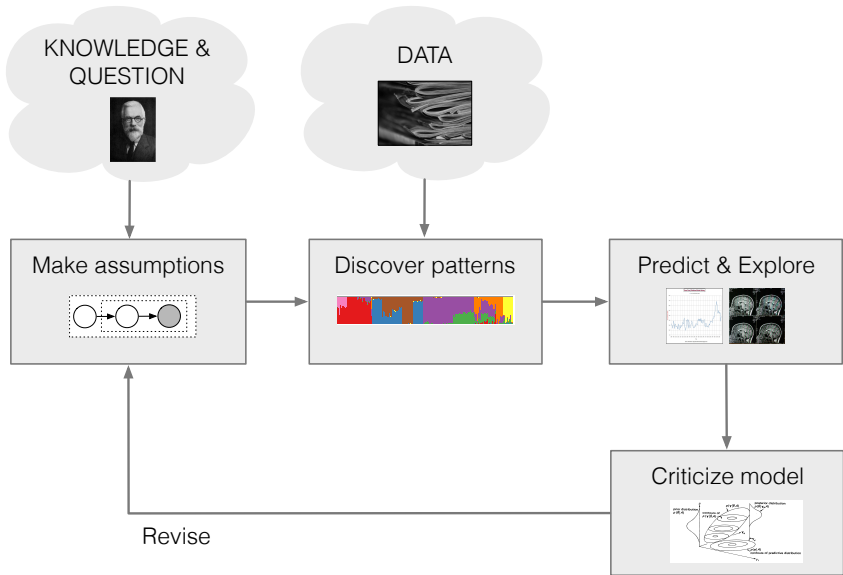 KNOWLEDGE &
QUESTION
DATA
Make assumptions
Discover patterns
Predict & Explore
Criticize model
Revise